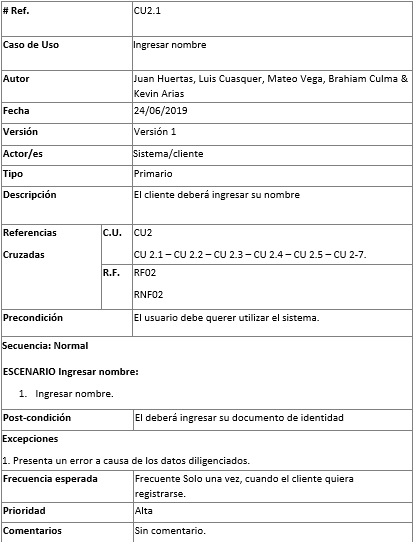 # Ref.
CU2.1
Caso de Uso
Ingresar nombre
Autor
Juan Huertas, Luis Cuasquer, Mateo Vega, Brahiam Culma &
Kevin Arias
Fecha
24/06/2019
Versión
Versión 1
Actor/es
Sistema/cliente
Tipo
Primario
Descripción
El cliente deberá ingresar su nombre
Referencias
Cruzadas
C.U.
CU2
CU 2.1 – CU 2.2 – CU 2.3 – CU 2.4 – CU 2.5 – CU 2-7.
R.F.
RF02
RNF02
Precondición
El usuario debe querer utilizar el sistema.
Secuencia: Normal
ESCENARIO Ingresar nombre:
1. Ingresar nombre.
Post-condición
El deberá ingresar su documento de identidad
Excepciones
1. Presenta un error a causa de los datos diligenciados.
Frecuencia esperada
Frecuente Solo una vez, cuando el cliente quiera
registrarse.
Prioridad
Alta
Comentarios
Sin comentario.